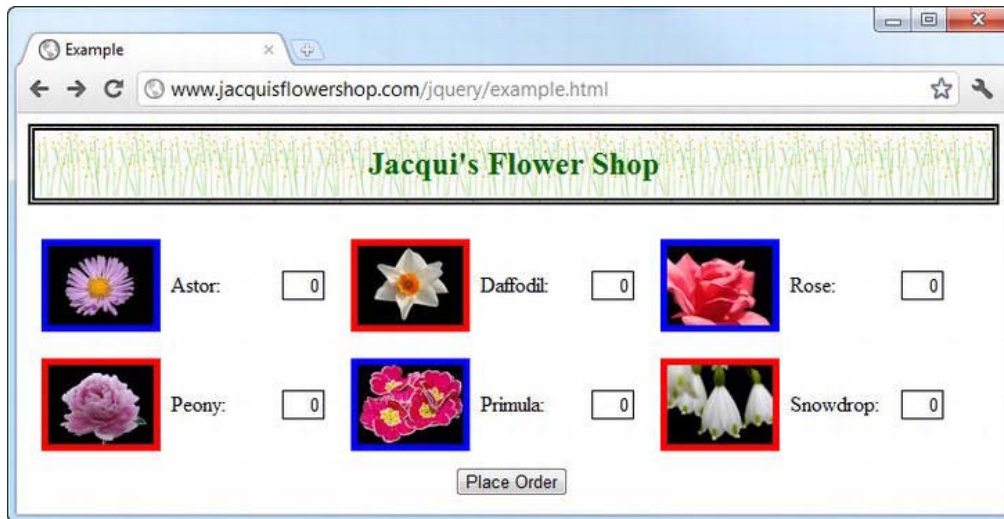 Example
www.jacquisflowershop.com/jquery/example.html
Jacqui's Flower Shop
Astor: 0 Daffodil: 0 Rose: 0
Peony: 0 Primula: 0 Snowdrop: 0
Place Order